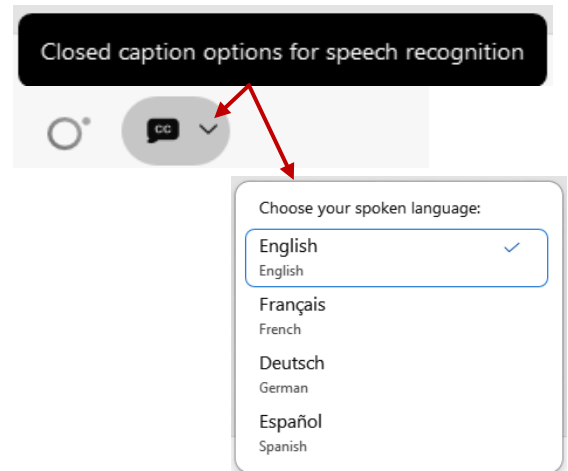 Closed caption options for speech recognition
CC
Choose your spoken language:
English
English
Français
French
Deutsch
German
Español
Spanish